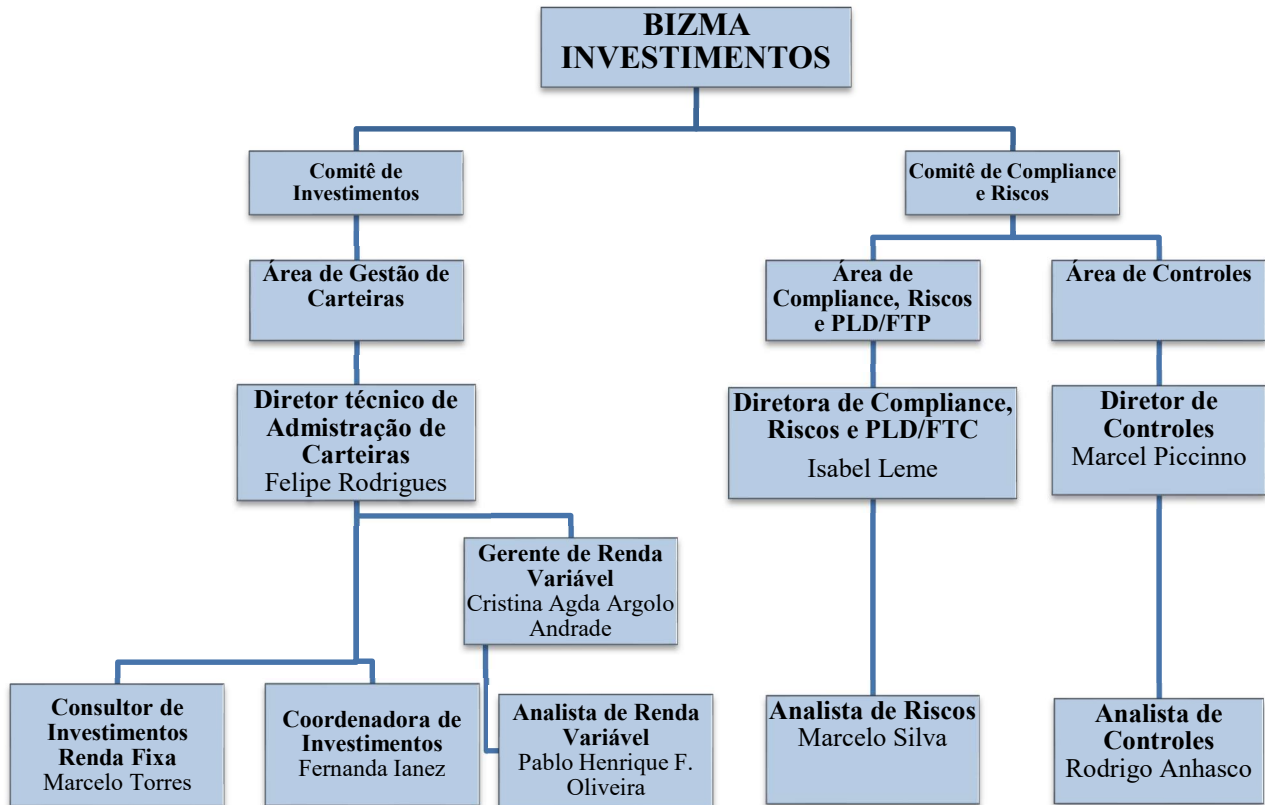 BIZMA
INVESTIMENTOS
Comitê de
Investimentos
Comitê de Compliance
e Riscos
Área de Gestão de
Carteiras
Área de
Compliance, Riscos
e PLD/FTP
Área de Controles
Diretor técnico de
Admistração de
Carteiras
Felipe Rodrigues
Diretora de Compliance,
Riscos e PLD/FTC
Isabel Leme
Diretor de
Controles
Marcel Piccinno
Gerente de Renda
Variável
Cristina Agda Argolo
Andrade
Consultor de
Investimentos
Renda Fixa
Marcelo Torres
Coordenadora de
Investimentos
Fernanda Ianez
Analista de Renda
Variável
Pablo Henrique F.
Oliveira
Analista de Riscos
Marcelo Silva
Analista de
Controles
Rodrigo Anhasco